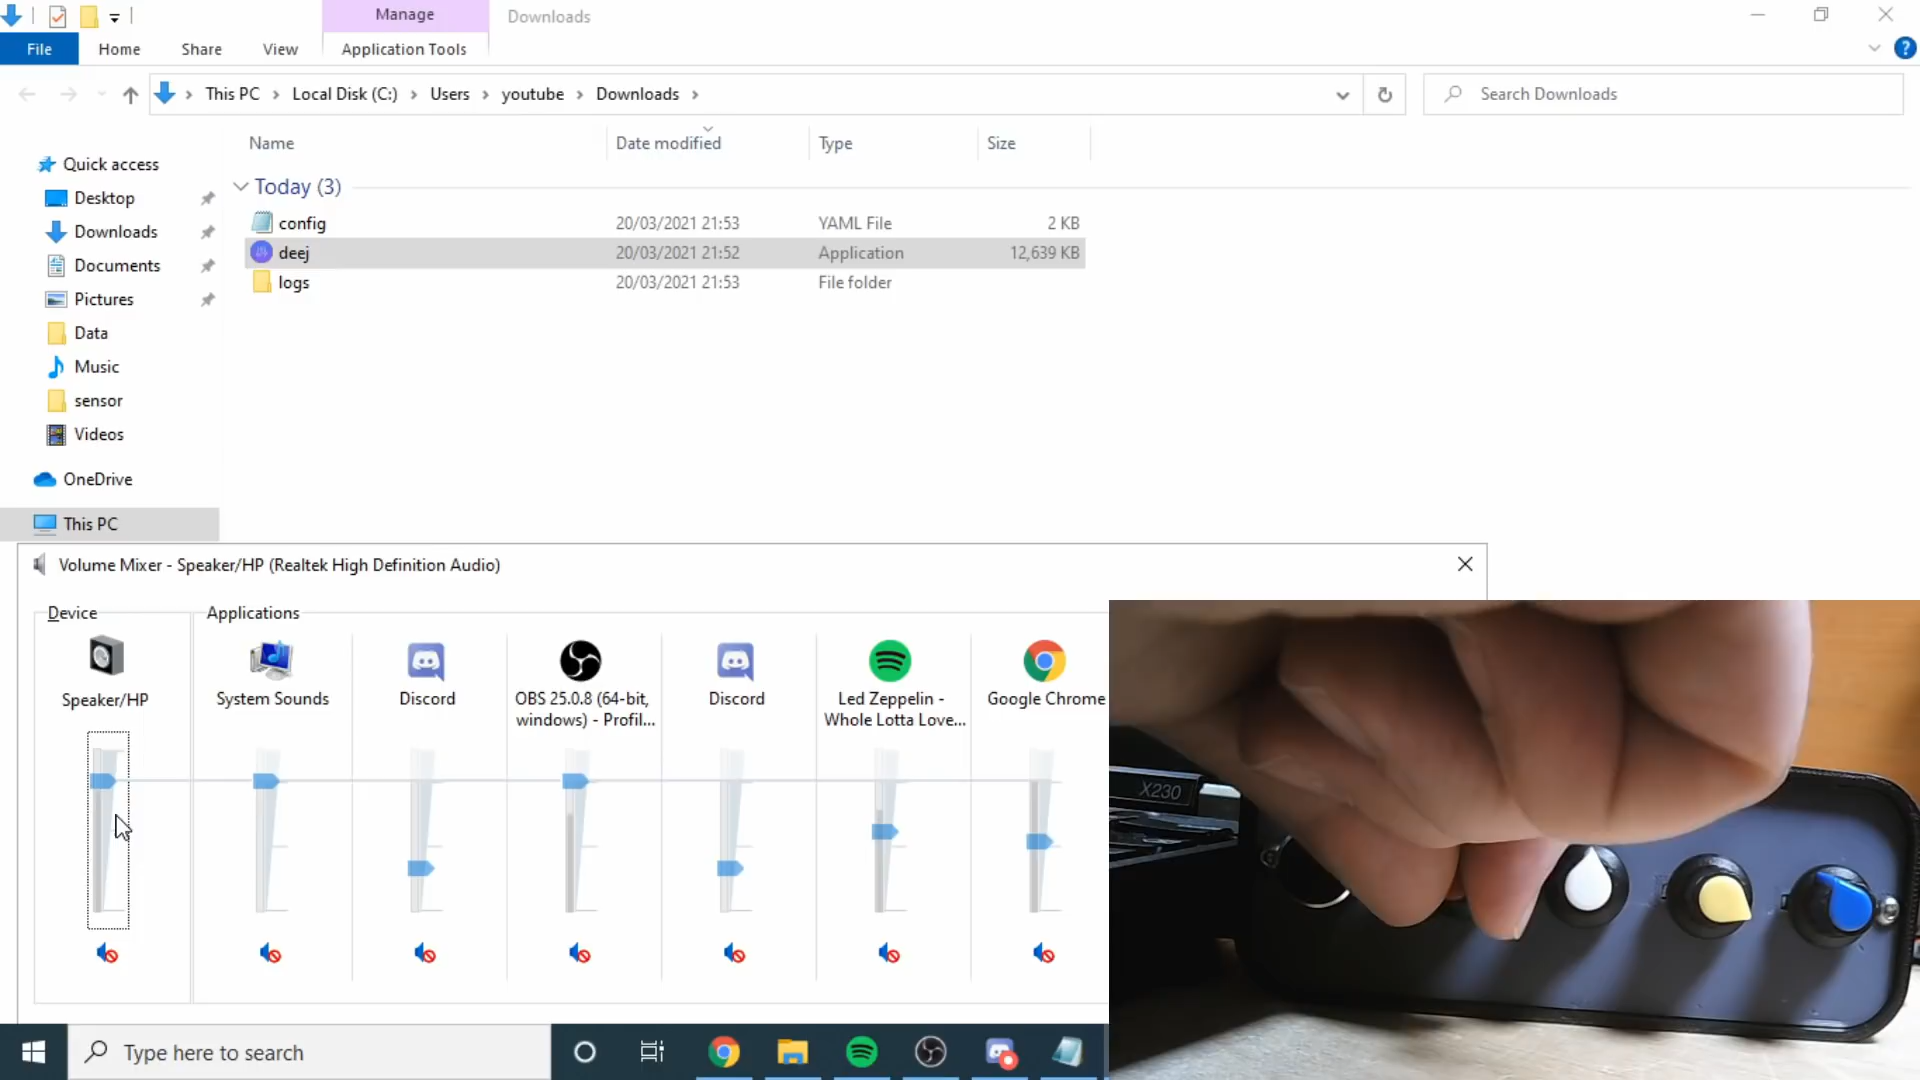 Manage
Downloads
File
Home
Share
View
Application Tools
This PC
Local Disk (C:)
Users
youtube
Downloads
Search Downloads
Name
Date modified
Type
Size
Quick access
Desktop
Downloads
Documents
Pictures
Data
Music
sensor
Videos
OneDrive
This PC
Today (3)
config 20/03/2021 21:53 YAML File 2 KB
deej 20/03/2021 21:52 Application 12,639 KB
logs 20/03/2021 21:53 File folder
Volume Mixer - Speaker/HP (Realtek High Definition Audio)
Device
Applications
Speaker/HP
System Sounds
Discord
OBS 25.0.8 (64-bit,
windows) - Profil...
Discord
Led Zeppelin -
Whole Lotta Love...
Google Chrome
X230
Type here to search